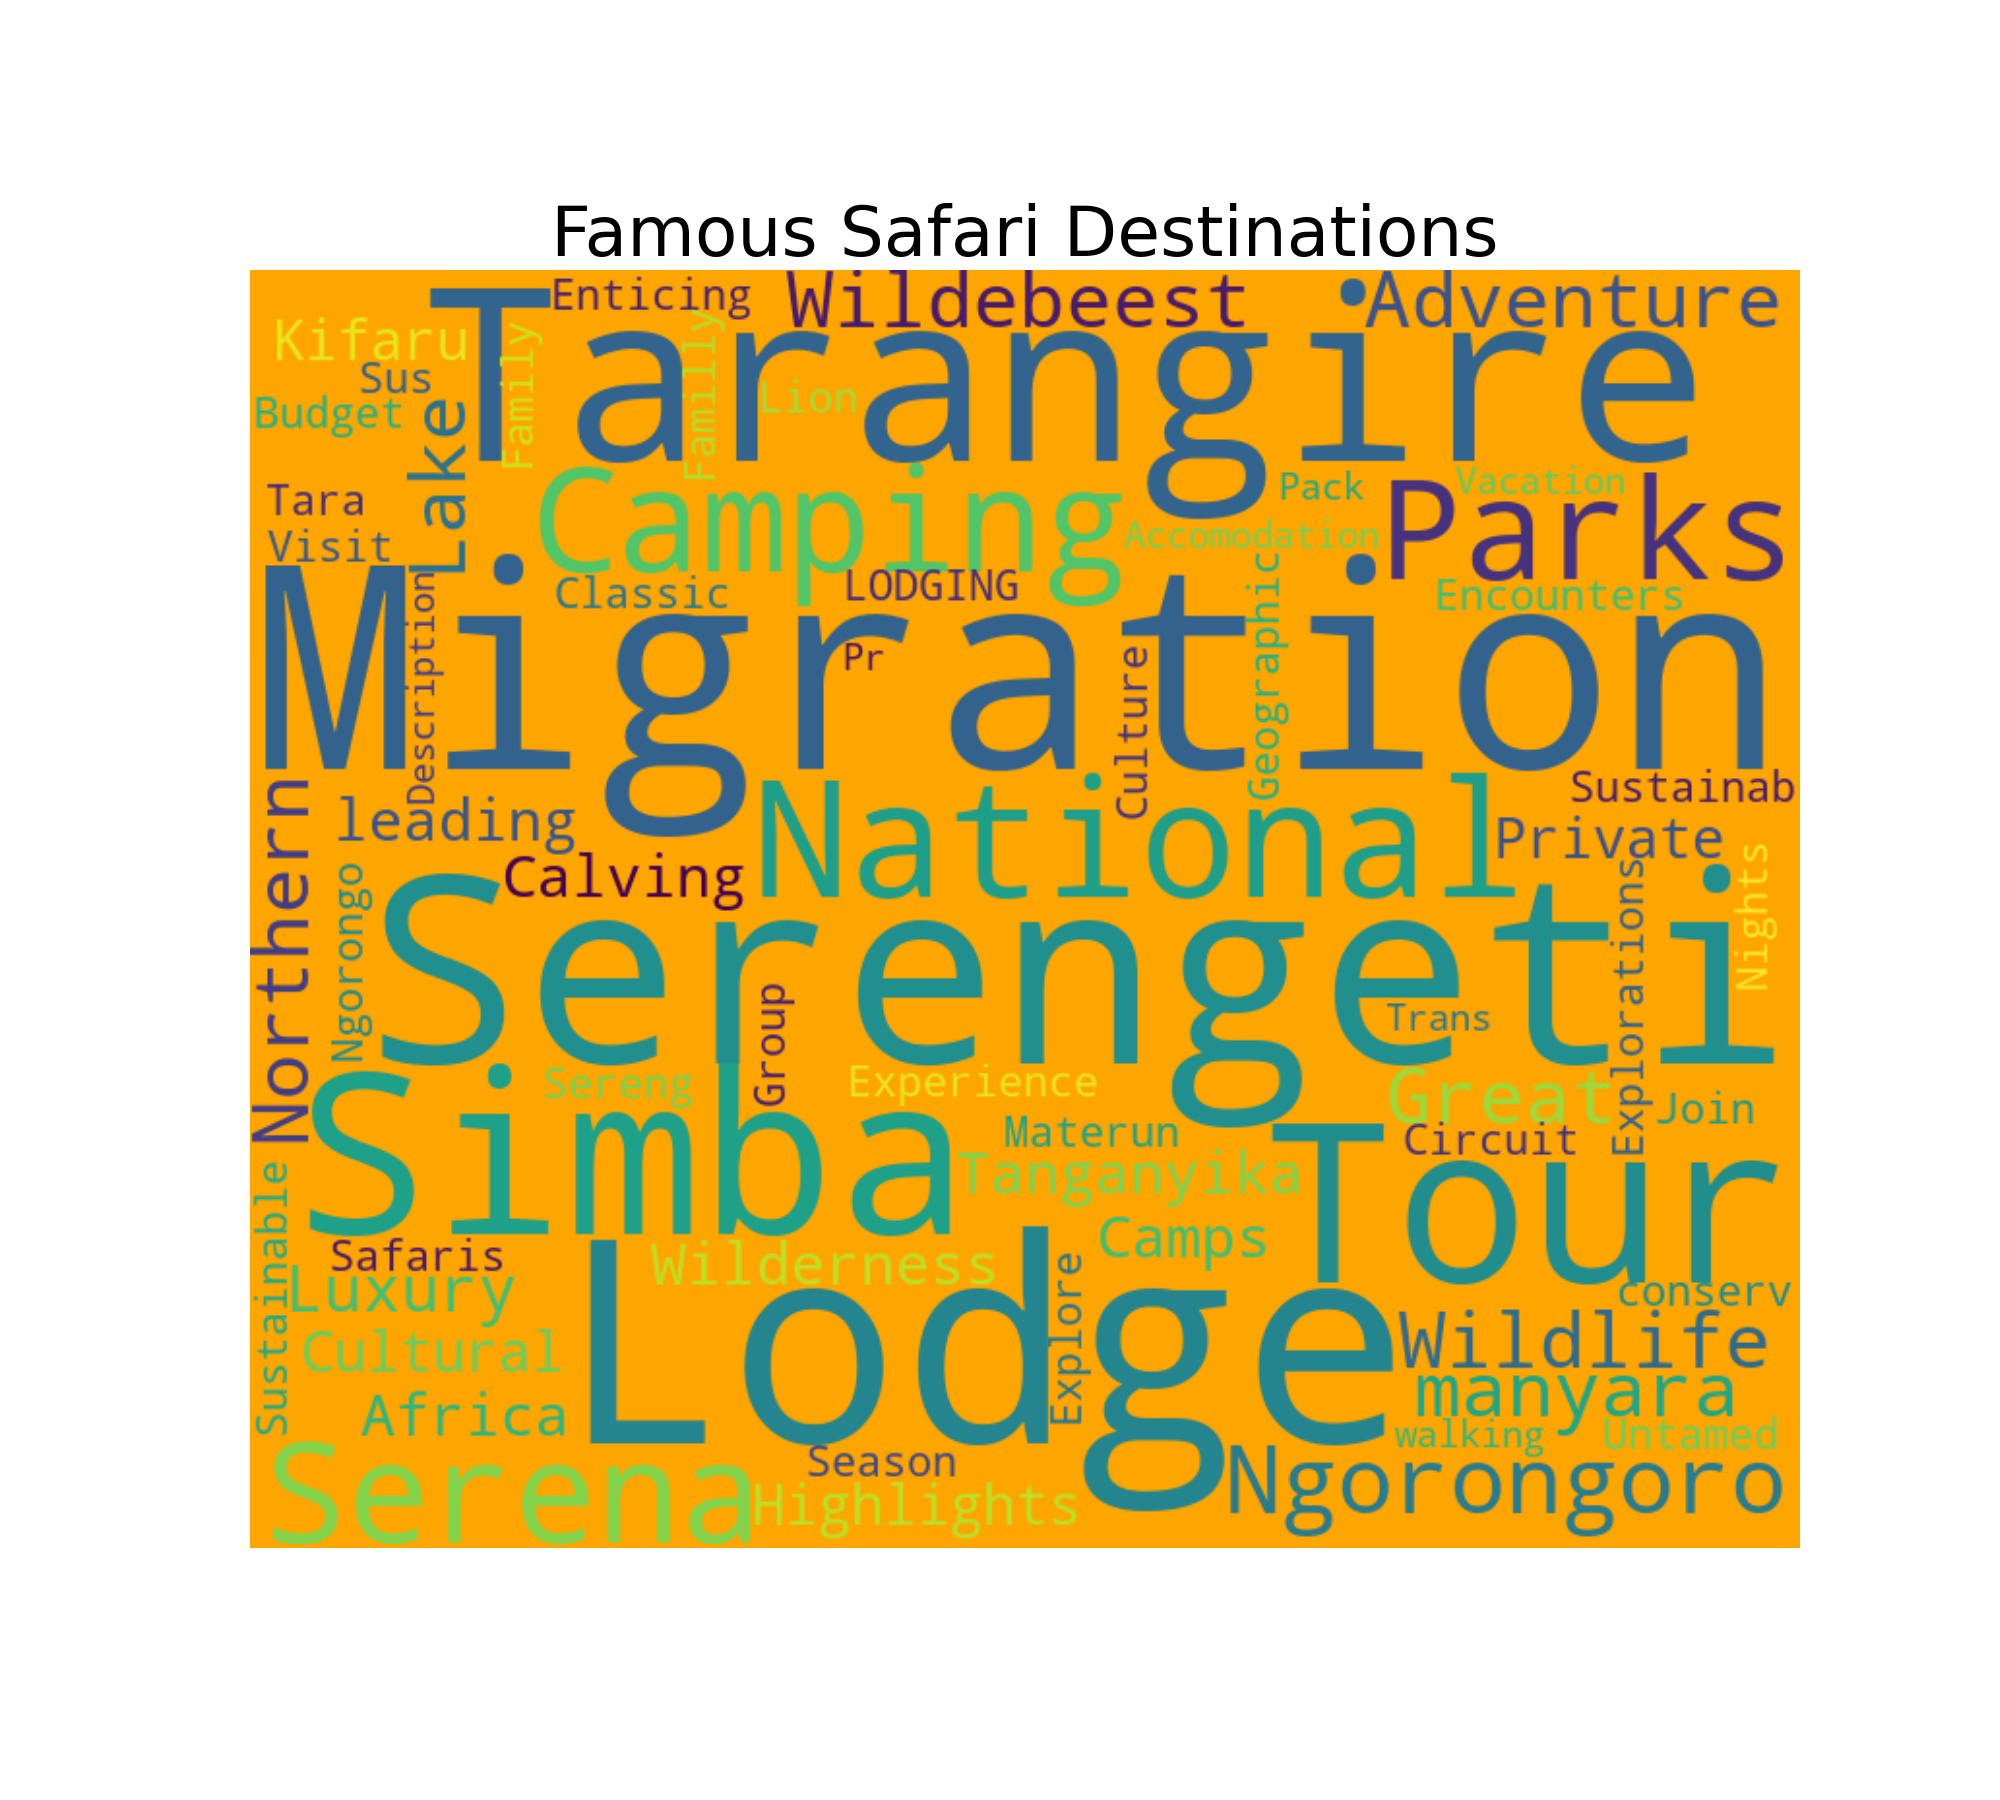 Famous Safari Destinations
Enticing
Wildebeest
Adventure
Tarangire
Kifaru
Sus
Budget
Family
Familly
Lion
Lake
Tara
Visit
Camping
Pack
Vacation
Accomodation
Parks
Classic
LODGING
Encounters
Migration
Description
Pr
Culture
Geographic
Sustainab
leading
National
Private
Northern
Calving
Ngorongo
Serengeti
Explorations
Nights
Group
Trans
Simba
Sereng
Experience
Great
Join
Materun
Circuit
Tanganyika
Tour
Sustainable
Safaris
Luxury
Wilderness
Camps
Explore
conserv
Lodge
Cultural
Wildlife
Africa
manyara
walking
Untamed
Serena
Season
Highlights
Ngorongoro